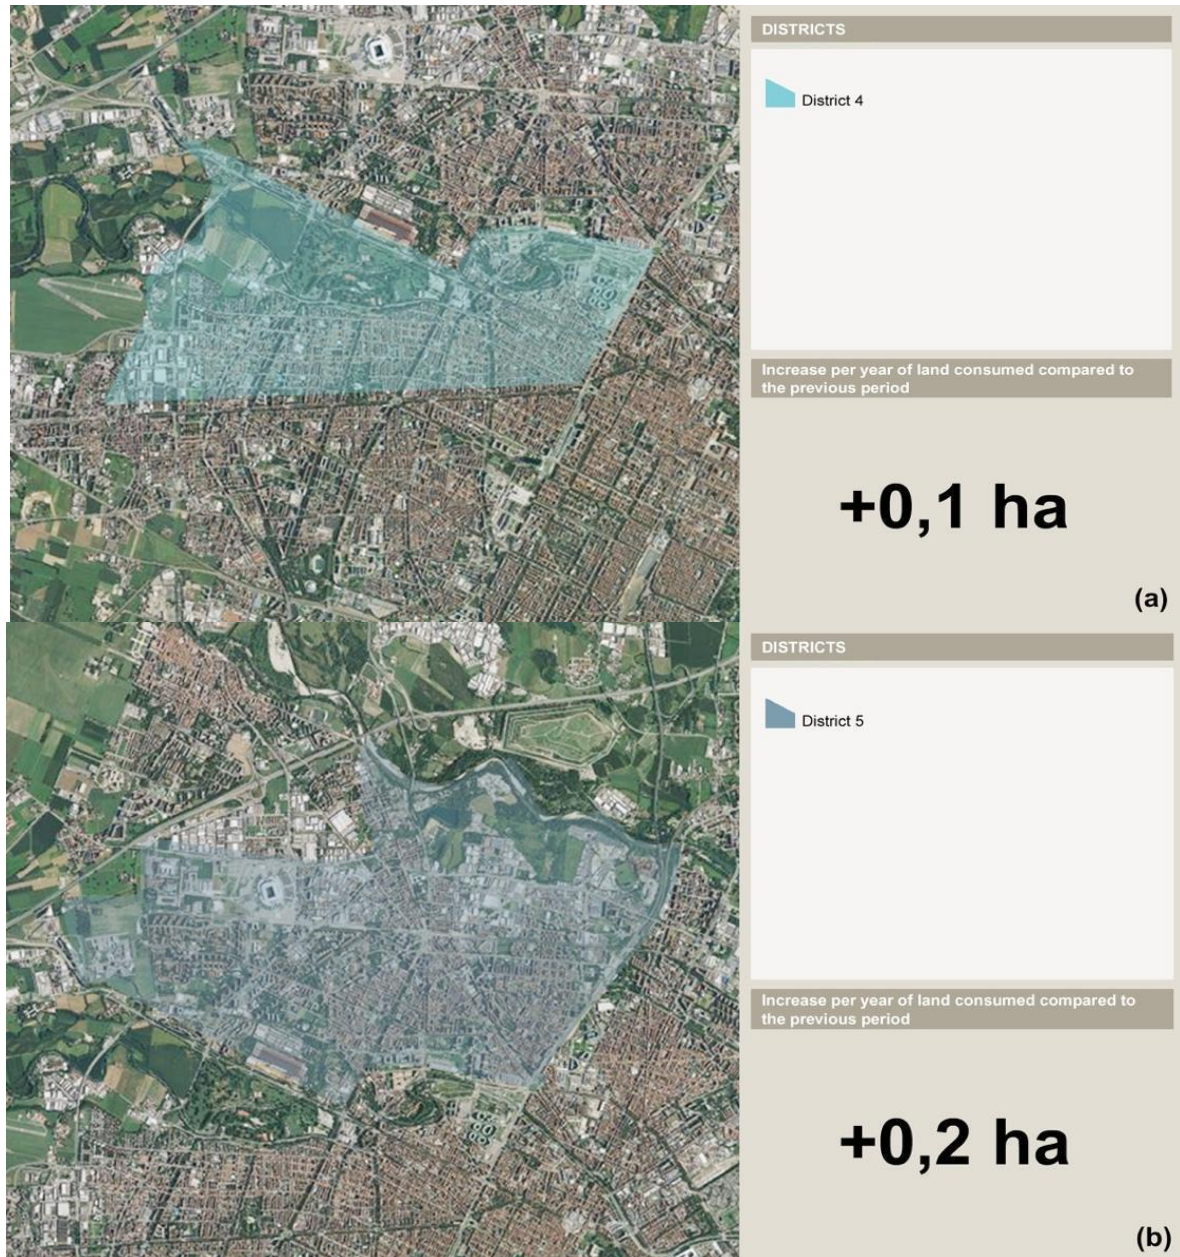 DISTRICTS
District 4
Increase per year of land consumed compared to
the previous period
+0,1 ha
(a)
DISTRICTS
District 5
Increase per year of land consumed compared to
the previous period
+0,2 ha
(b)